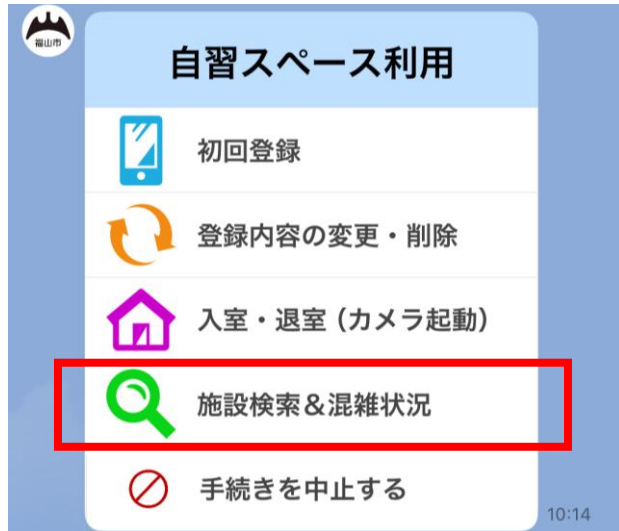 福山市
自習スペース利用
初回登録
登録内容の変更・削除
入室・退室（カメラ起動）
施設検索＆混雑状況
手続きを中止する
10:14